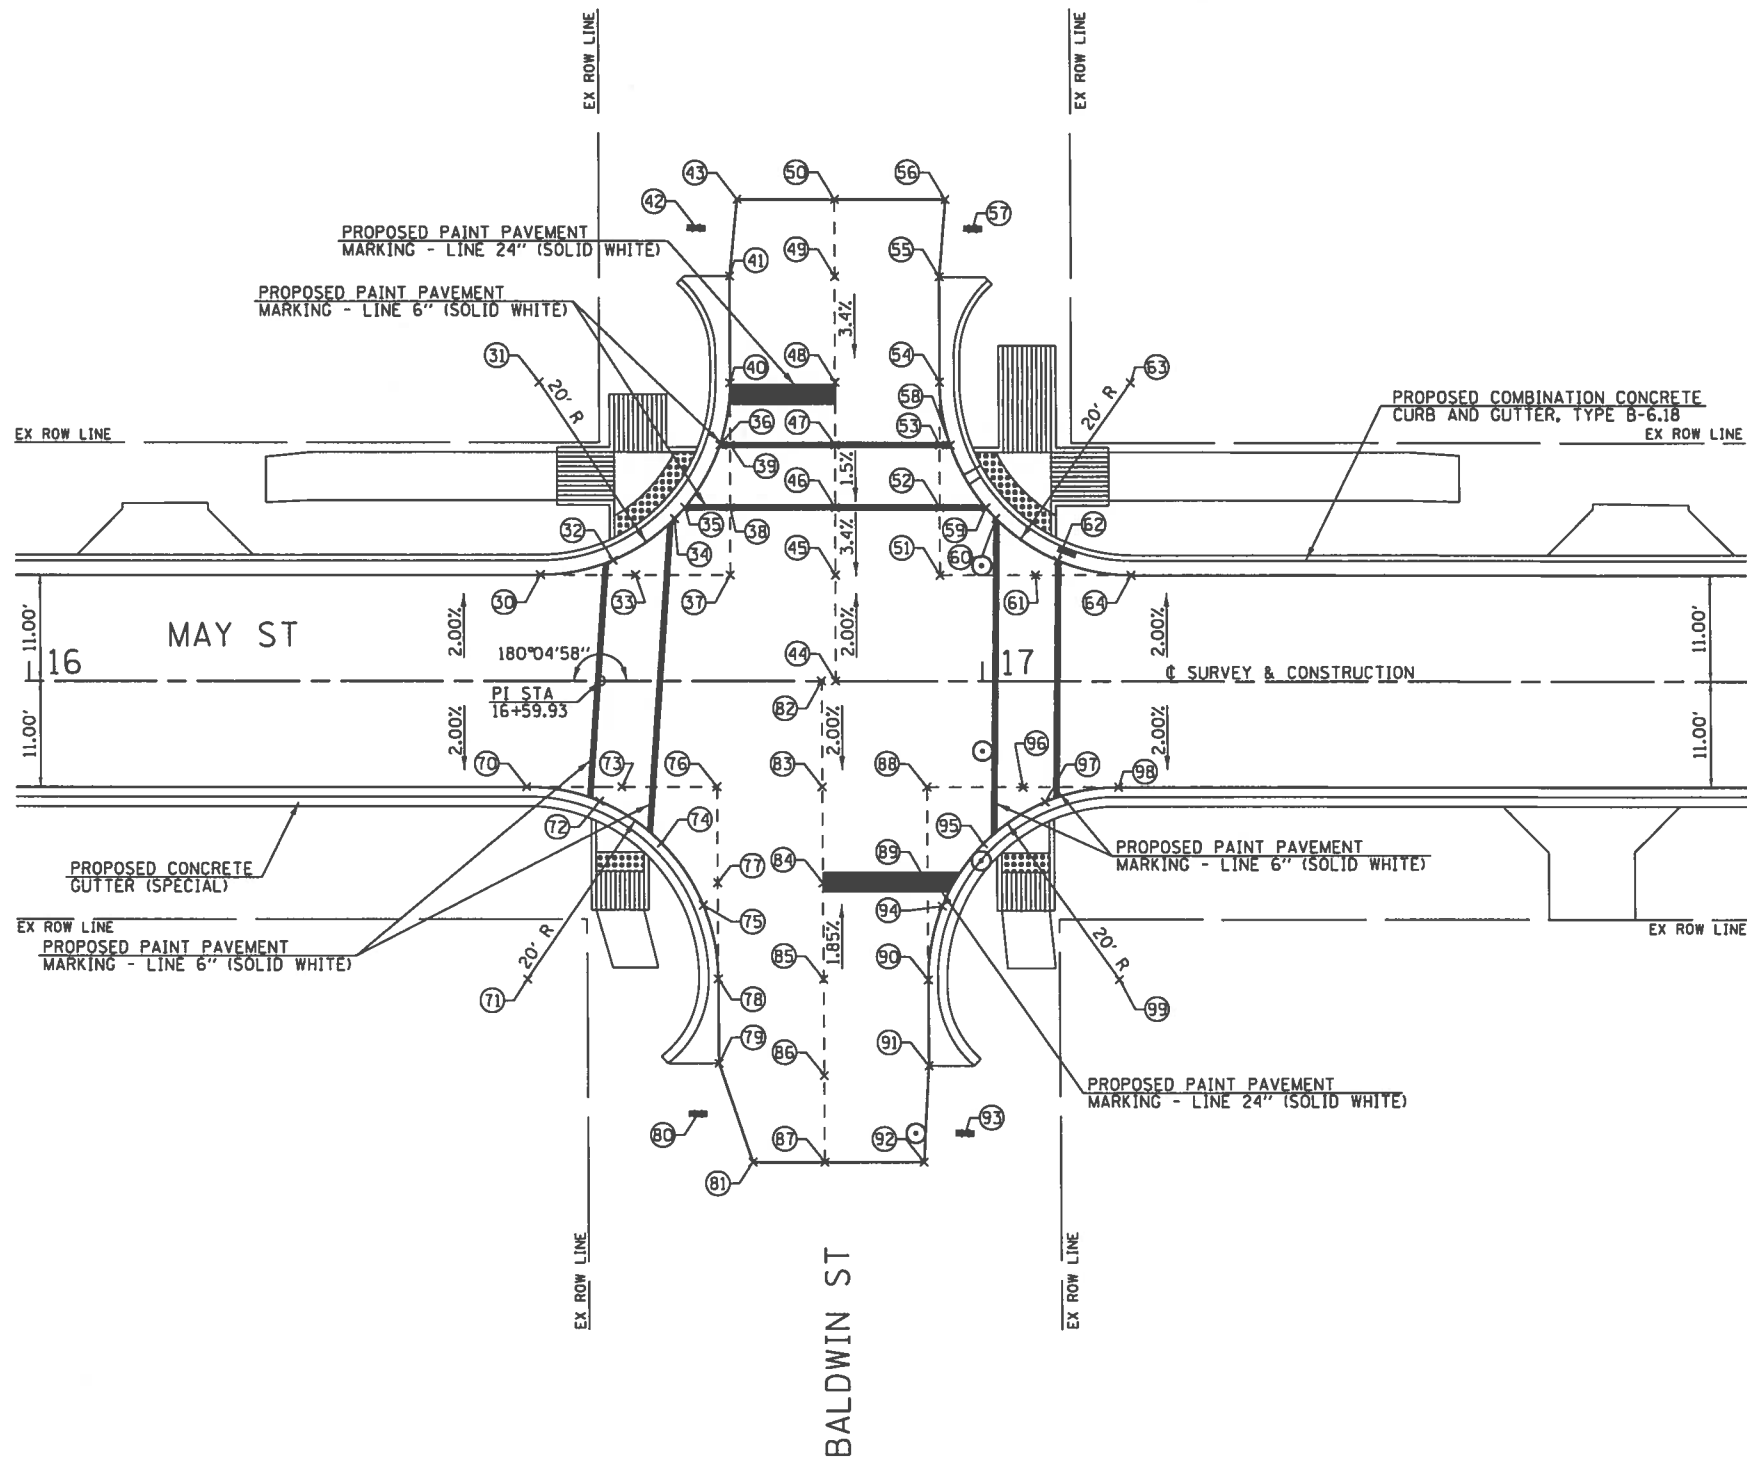 EX ROW LINE
EX ROW LINE
43
50
56
42
57
PROPOSED PAINT PAVEMENT
MARKING - LINE 24" (SOLID WHITE)
41
49
55
PROPOSED PAINT PAVEMENT
MARKING - LINE 6" (SOLID WHITE)
3.4%
31
40
48
54
63
20' R
58
20' R
PROPOSED COMBINATION CONCRETE
CURB AND GUTTER, TYPE B-6.18
EX ROW LINE
36
47
53
EX ROW LINE
39
1.5%
46
52
32
35
38
59
62
34
3.4%
45
51
60
30
33
37
61
64
11.00'
MAY ST
2.00%
2.00%
2.00%
11.00'
16
180°04'58"
44
17
℄ SURVEY & CONSTRUCTION
PI STA
16+59.93
82
11.00'
2.00%
2.00%
2.00%
11.00'
96
70
73
76
83
88
97
98
72
74
95
PROPOSED PAINT PAVEMENT
MARKING - LINE 6" (SOLID WHITE)
PROPOSED CONCRETE
GUTTER (SPECIAL)
77
84
89
75
94
EX ROW LINE
EX ROW LINE
PROPOSED PAINT PAVEMENT
MARKING - LINE 6" (SOLID WHITE)
20' R
1.85%
20' R
85
90
71
78
99
79
86
91
PROPOSED PAINT PAVEMENT
MARKING - LINE 24" (SOLID WHITE)
80
87
92
93
81
EX ROW LINE
BALDWIN ST
EX ROW LINE